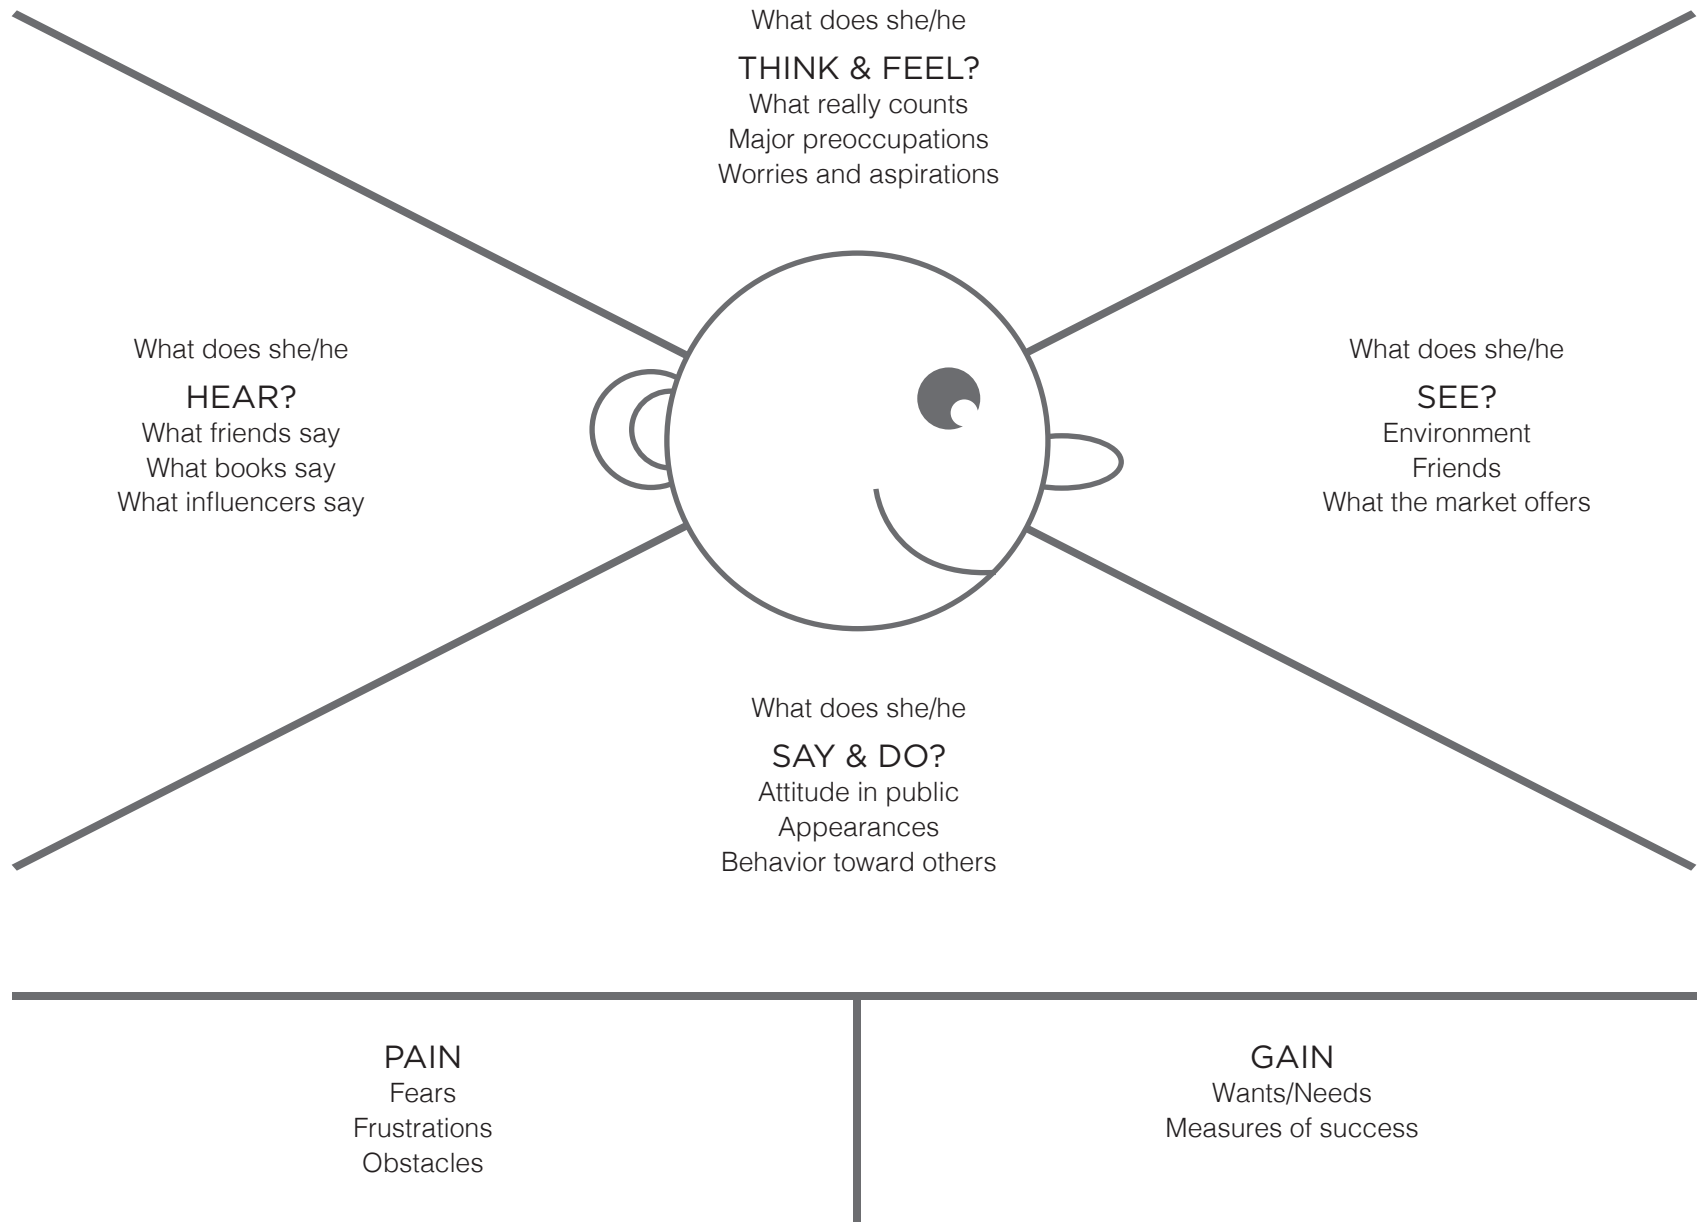 What does she/he
THINK & FEEL?
What really counts
Major preoccupations
Worries and aspirations
What does she/he
HEAR?
What friends say
What books say
What influencers say
What does she/he
SEE?
Environment
Friends
What the market offers
What does she/he
SAY & DO?
Attitude in public
Appearances
Behavior toward others
PAIN
Fears
Frustrations
Obstacles
GAIN
Wants/Needs
Measures of success